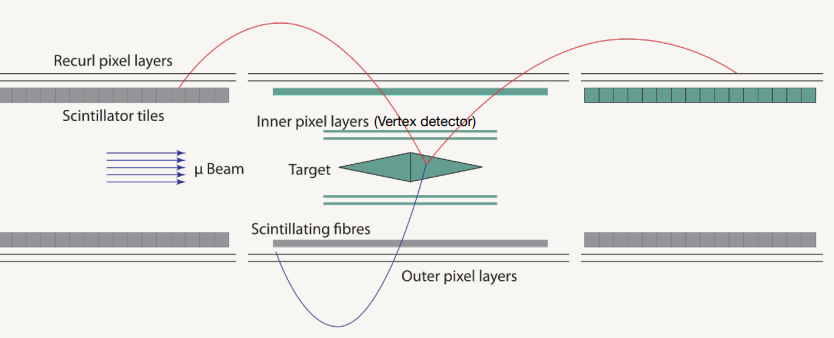 Recurl pixel layers
Scintillator tiles
Inner pixel layers (Vertex detector)
μ Beam
Target
Scintillating fibres
Outer pixel layers